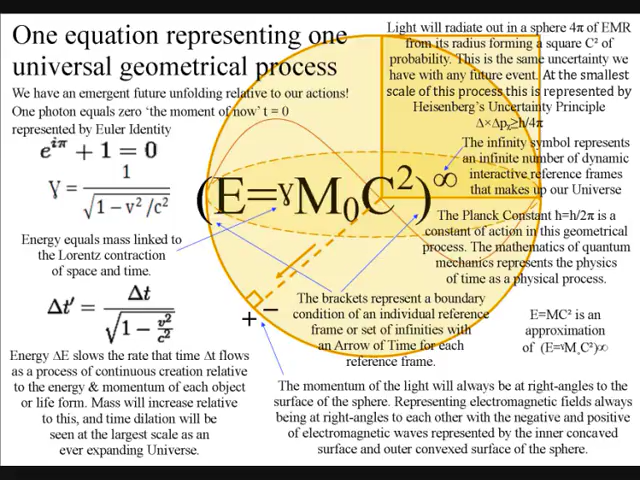 One equation representing one
universal geometrical process
We have an emergent future unfolding relative to our actions!
One photon equals zero ‘the moment of now’ t = 0
represented by Euler Identity
e^{iπ} + 1 = 0
γ = 1 / √(1 − v²/c²)
Energy equals mass linked to
the Lorentz contraction
of space and time.
Δt′ = Δt / √(1 − v²/c²)
Energy ΔE slows the rate that time Δt flows
as a process of continuous creation relative
to the energy & momentum of each object
or life form. Mass will increase relative
to this, and time dilation will be
seen at the largest scale as an
ever expanding Universe.
Light will radiate out in a sphere 4π of EMR
from its radius forming a square C² of
probability. This is the same uncertainty we
have with any future event. At the smallest
scale of this process this is represented by
Heisenberg's Uncertainty Principle
Δ×Δpₓ≥h/4π
The infinity symbol represents
an infinite number of dynamic
interactive reference frames
that makes up our Universe
(E=γM₀C²)^∞
The Planck Constant h=h/2π is a
constant of action in this geometrical
process. The mathematics of quantum
mechanics represents the physics
of time as a physical process.
The brackets represent a boundary
condition of an individual reference
frame or set of infinities with
an Arrow of Time for each
reference frame.
E=MC² is an
approximation
of (E=γM₀C²)∞
+ −
The momentum of the light will always be at right-angles to the
surface of the sphere. Representing electromagnetic fields always
being at right-angles to each other with the negative and positive
of electromagnetic waves represented by the inner concaved
surface and outer convexed surface of the sphere.